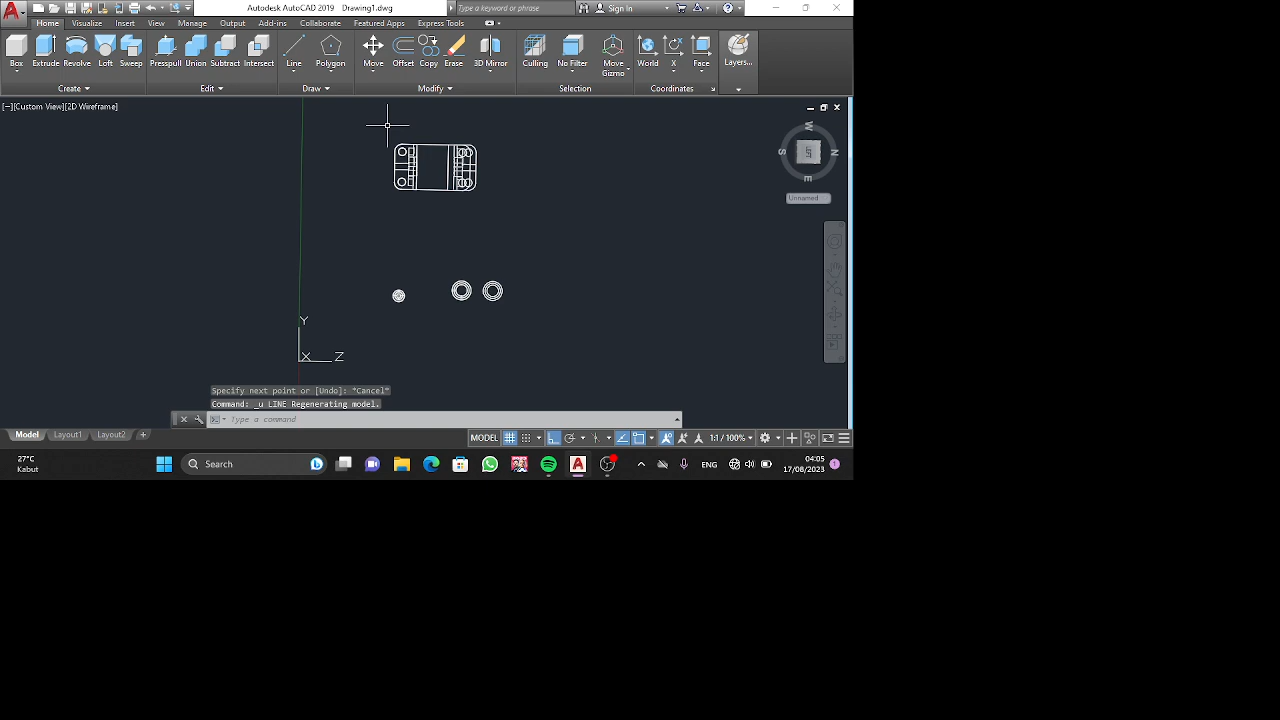 Autodesk AutoCAD 2019 Drawing1.dwg
Type a keyword or phrase
Sign In
Home Visualize Insert View Manage Output Add-ins Collaborate Featured Apps Express Tools
Box Extrude Revolve Loft Sweep Presspull Union Subtract Intersect Line Polygon Move Offset Copy Erase 3D Mirror Culling No Filter Move Gizmo World X Face Layers...
Create Edit Draw Modify Selection Coordinates
[−][Custom View][2D Wireframe]
W
S N
E
Unnamed
Y
X Z
Specify next point or [Undo]: *Cancel*
Command: _u LINE Regenerating model.
Type a command
Model Layout1 Layout2 +
MODEL 1:1 / 100%
27°C
Kabut
Search
ENG
04:05
17/08/2023
1